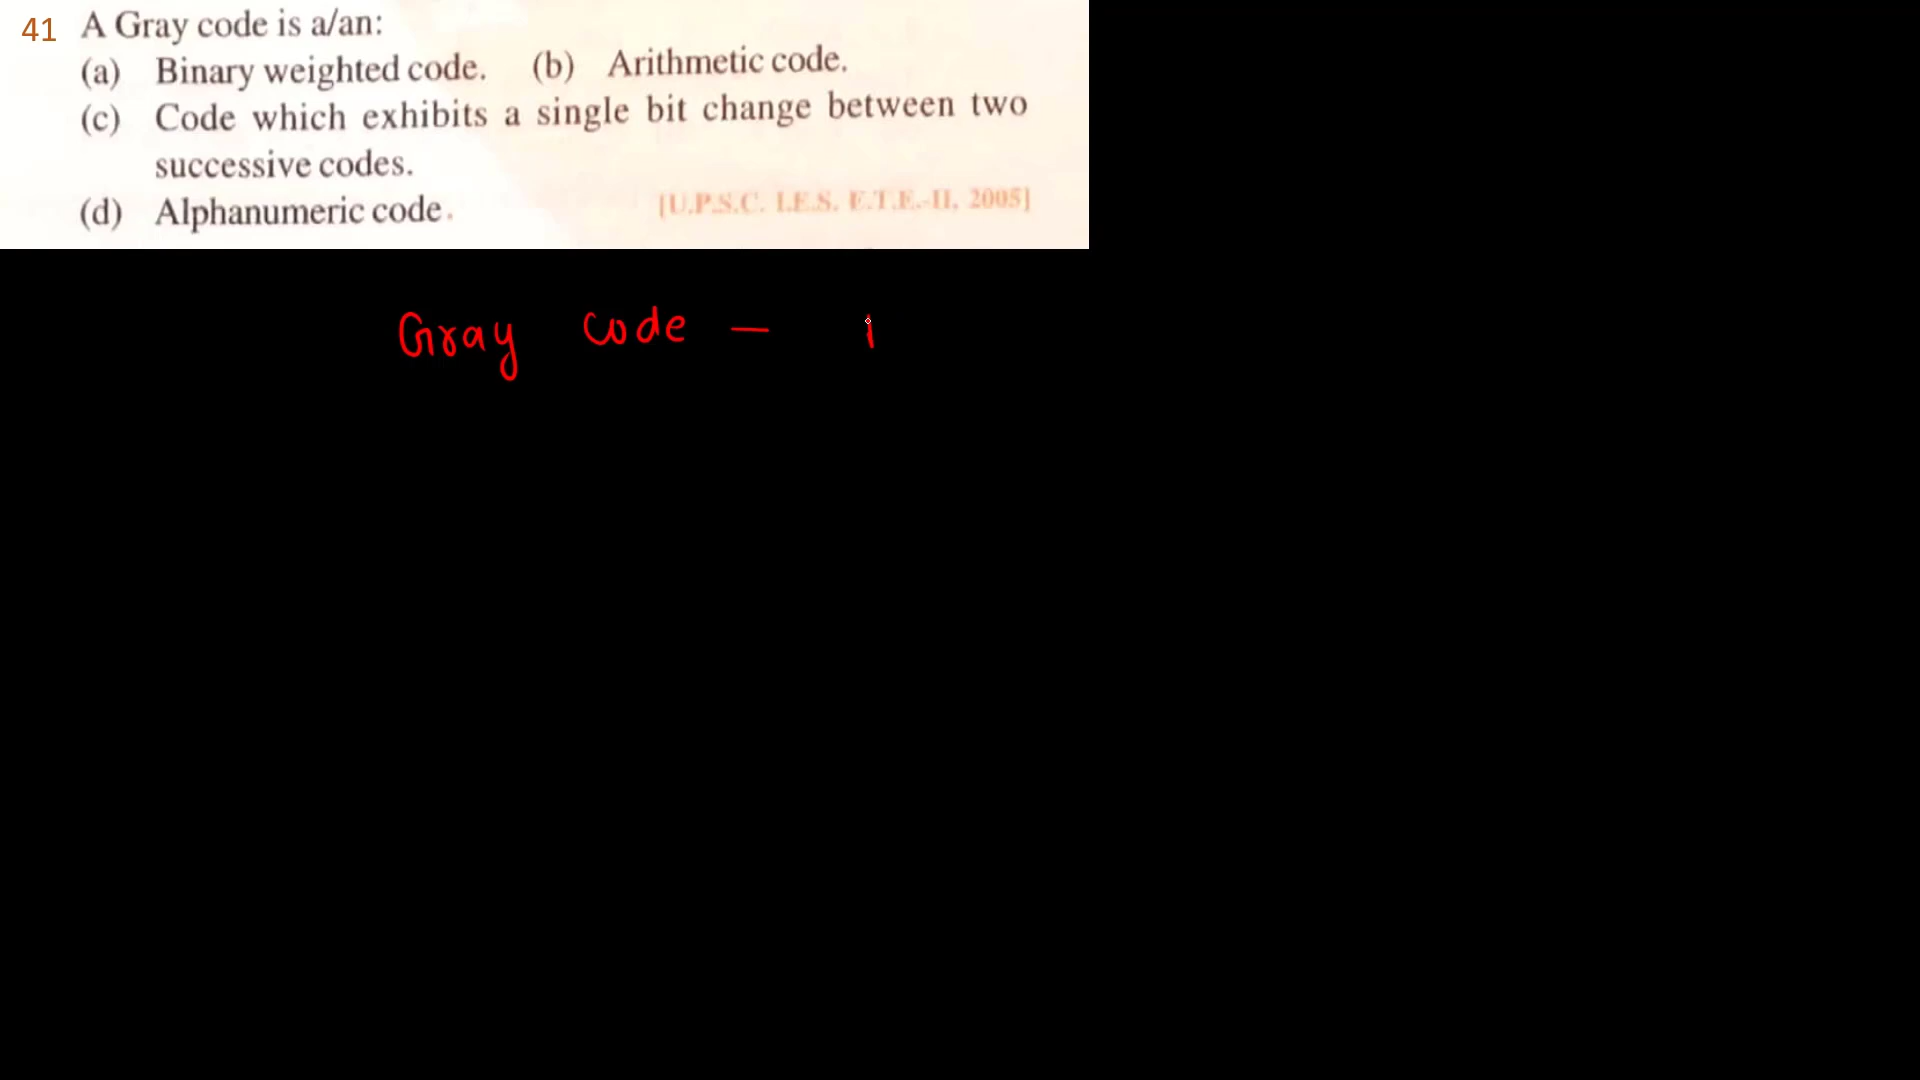 41 A Gray code is a/an:
(a) Binary weighted code. (b) Arithmetic code.
(c) Code which exhibits a single bit change between two
successive codes.
(d) Alphanumeric code. [U.P.S.C. I.E.S. E.T.E.-II, 2005]
Gray code —